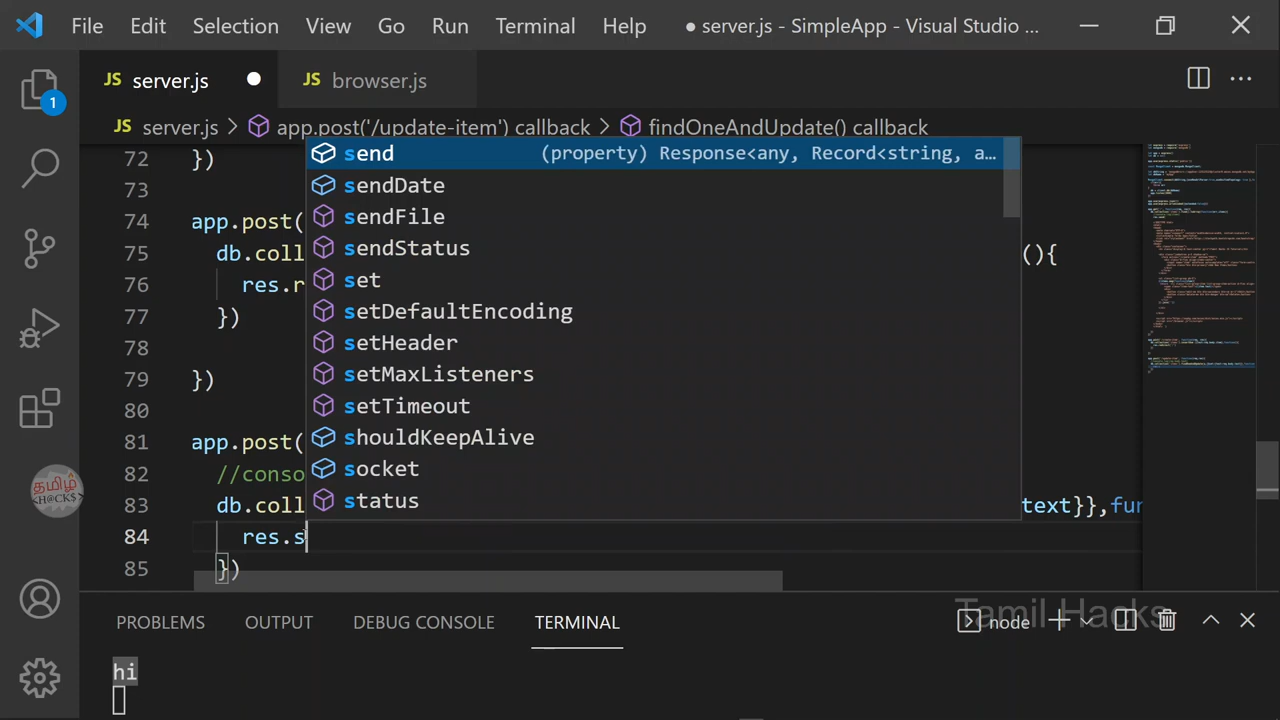 File Edit Selection View Go Run Terminal Help ● server.js - SimpleApp - Visual Studio ...
JS server.js ● JS browser.js
1
JS server.js > app.post('/update-item') callback > findOneAndUpdate() callback
72 })
send (property) Response<any, Record<string, a…
73
sendDate
74 app.post(
sendFile
75 db.coll
sendStatus
(){
76 res.r
set
77 })
setDefaultEncoding
78
setHeader
79 })
setMaxListeners
80
setTimeout
81 app.post(
shouldKeepAlive
82 //conso
socket
83 db.coll
status
text}},fun
84 res.s
85 })
தமிழ்
<H@CK$>
PROBLEMS OUTPUT DEBUG CONSOLE TERMINAL
node
Tamil Hacks
hi